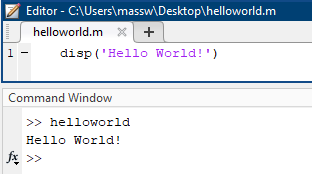 Editor - C:\Users\massw\Desktop\helloworld.m
helloworld.m
1 disp('Hello World!')
Command Window
>> helloworld
Hello World!
fx >>